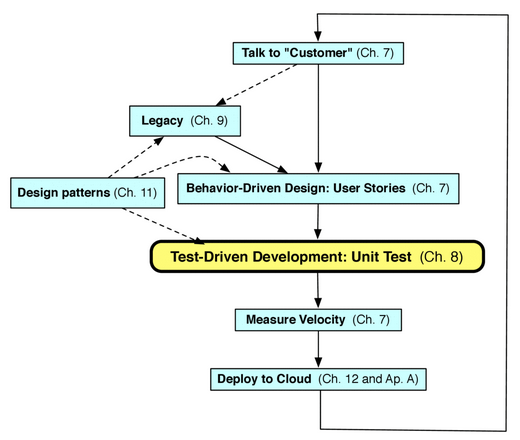 Talk to "Customer" (Ch. 7)
Legacy (Ch. 9)
Design patterns (Ch. 11)
Behavior-Driven Design: User Stories (Ch. 7)
Test-Driven Development: Unit Test (Ch. 8)
Measure Velocity (Ch. 7)
Deploy to Cloud (Ch. 12 and Ap. A)